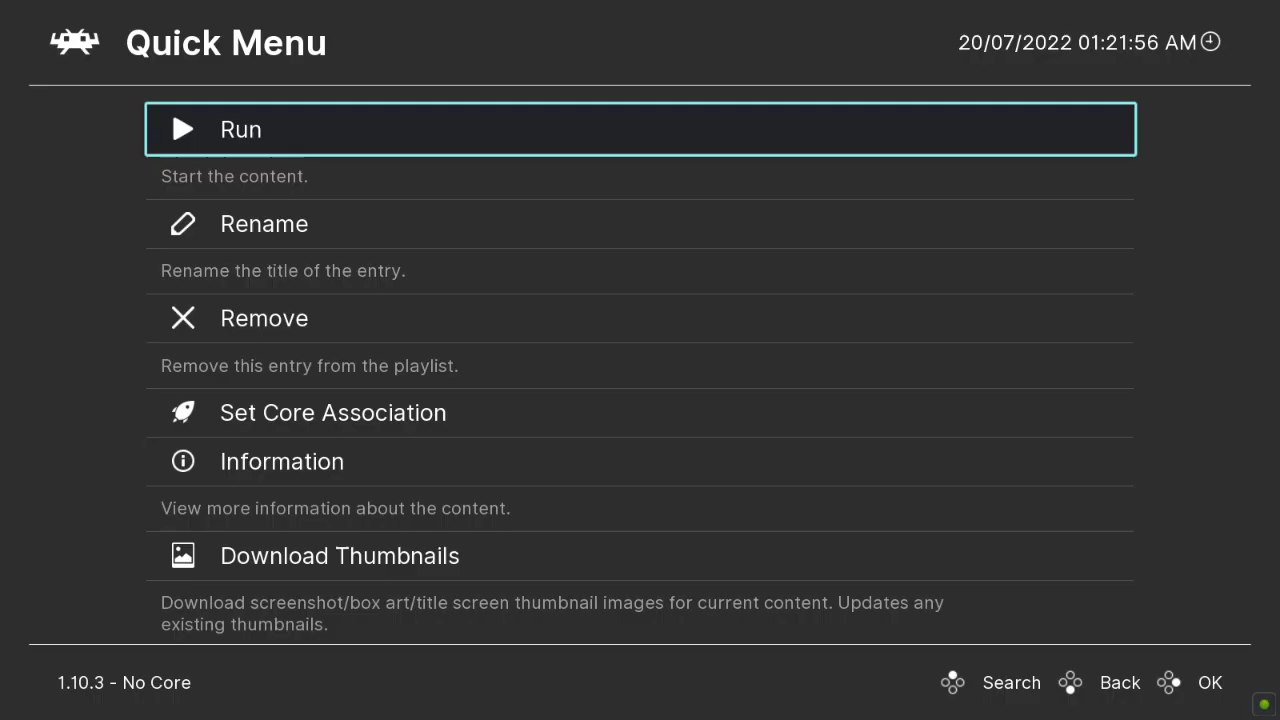 Quick Menu
20/07/2022 01:21:56 AM
Run
Start the content.
Rename
Rename the title of the entry.
Remove
Remove this entry from the playlist.
Set Core Association
Information
View more information about the content.
Download Thumbnails
Download screenshot/box art/title screen thumbnail images for current content. Updates any
existing thumbnails.
1.10.3 - No Core
Search
Back
OK